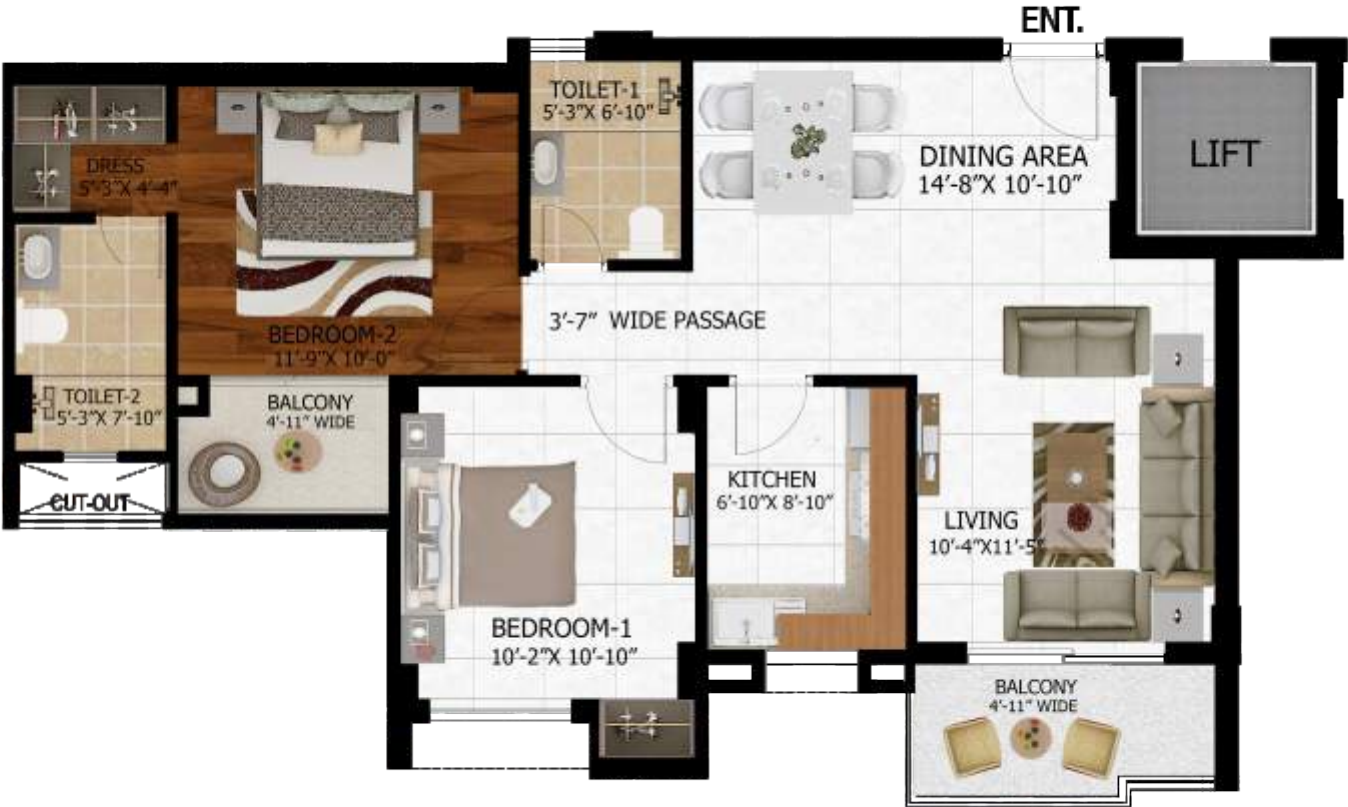 ENT.
TOILET-1
5'-3"X 6'-10"
DINING AREA
14'-8"X 10'-10"
LIFT
DRESS
5'-3"X 4'-4"
3'-7" WIDE PASSAGE
BEDROOM-2
11'-9"X 10'-0"
TOILET-2
5'-3"X 7'-10"
BALCONY
4'-11" WIDE
CUT-OUT
KITCHEN
6'-10"X 8'-10"
LIVING
10'-4"X11'-5"
BEDROOM-1
10'-2"X 10'-10"
BALCONY
4'-11" WIDE